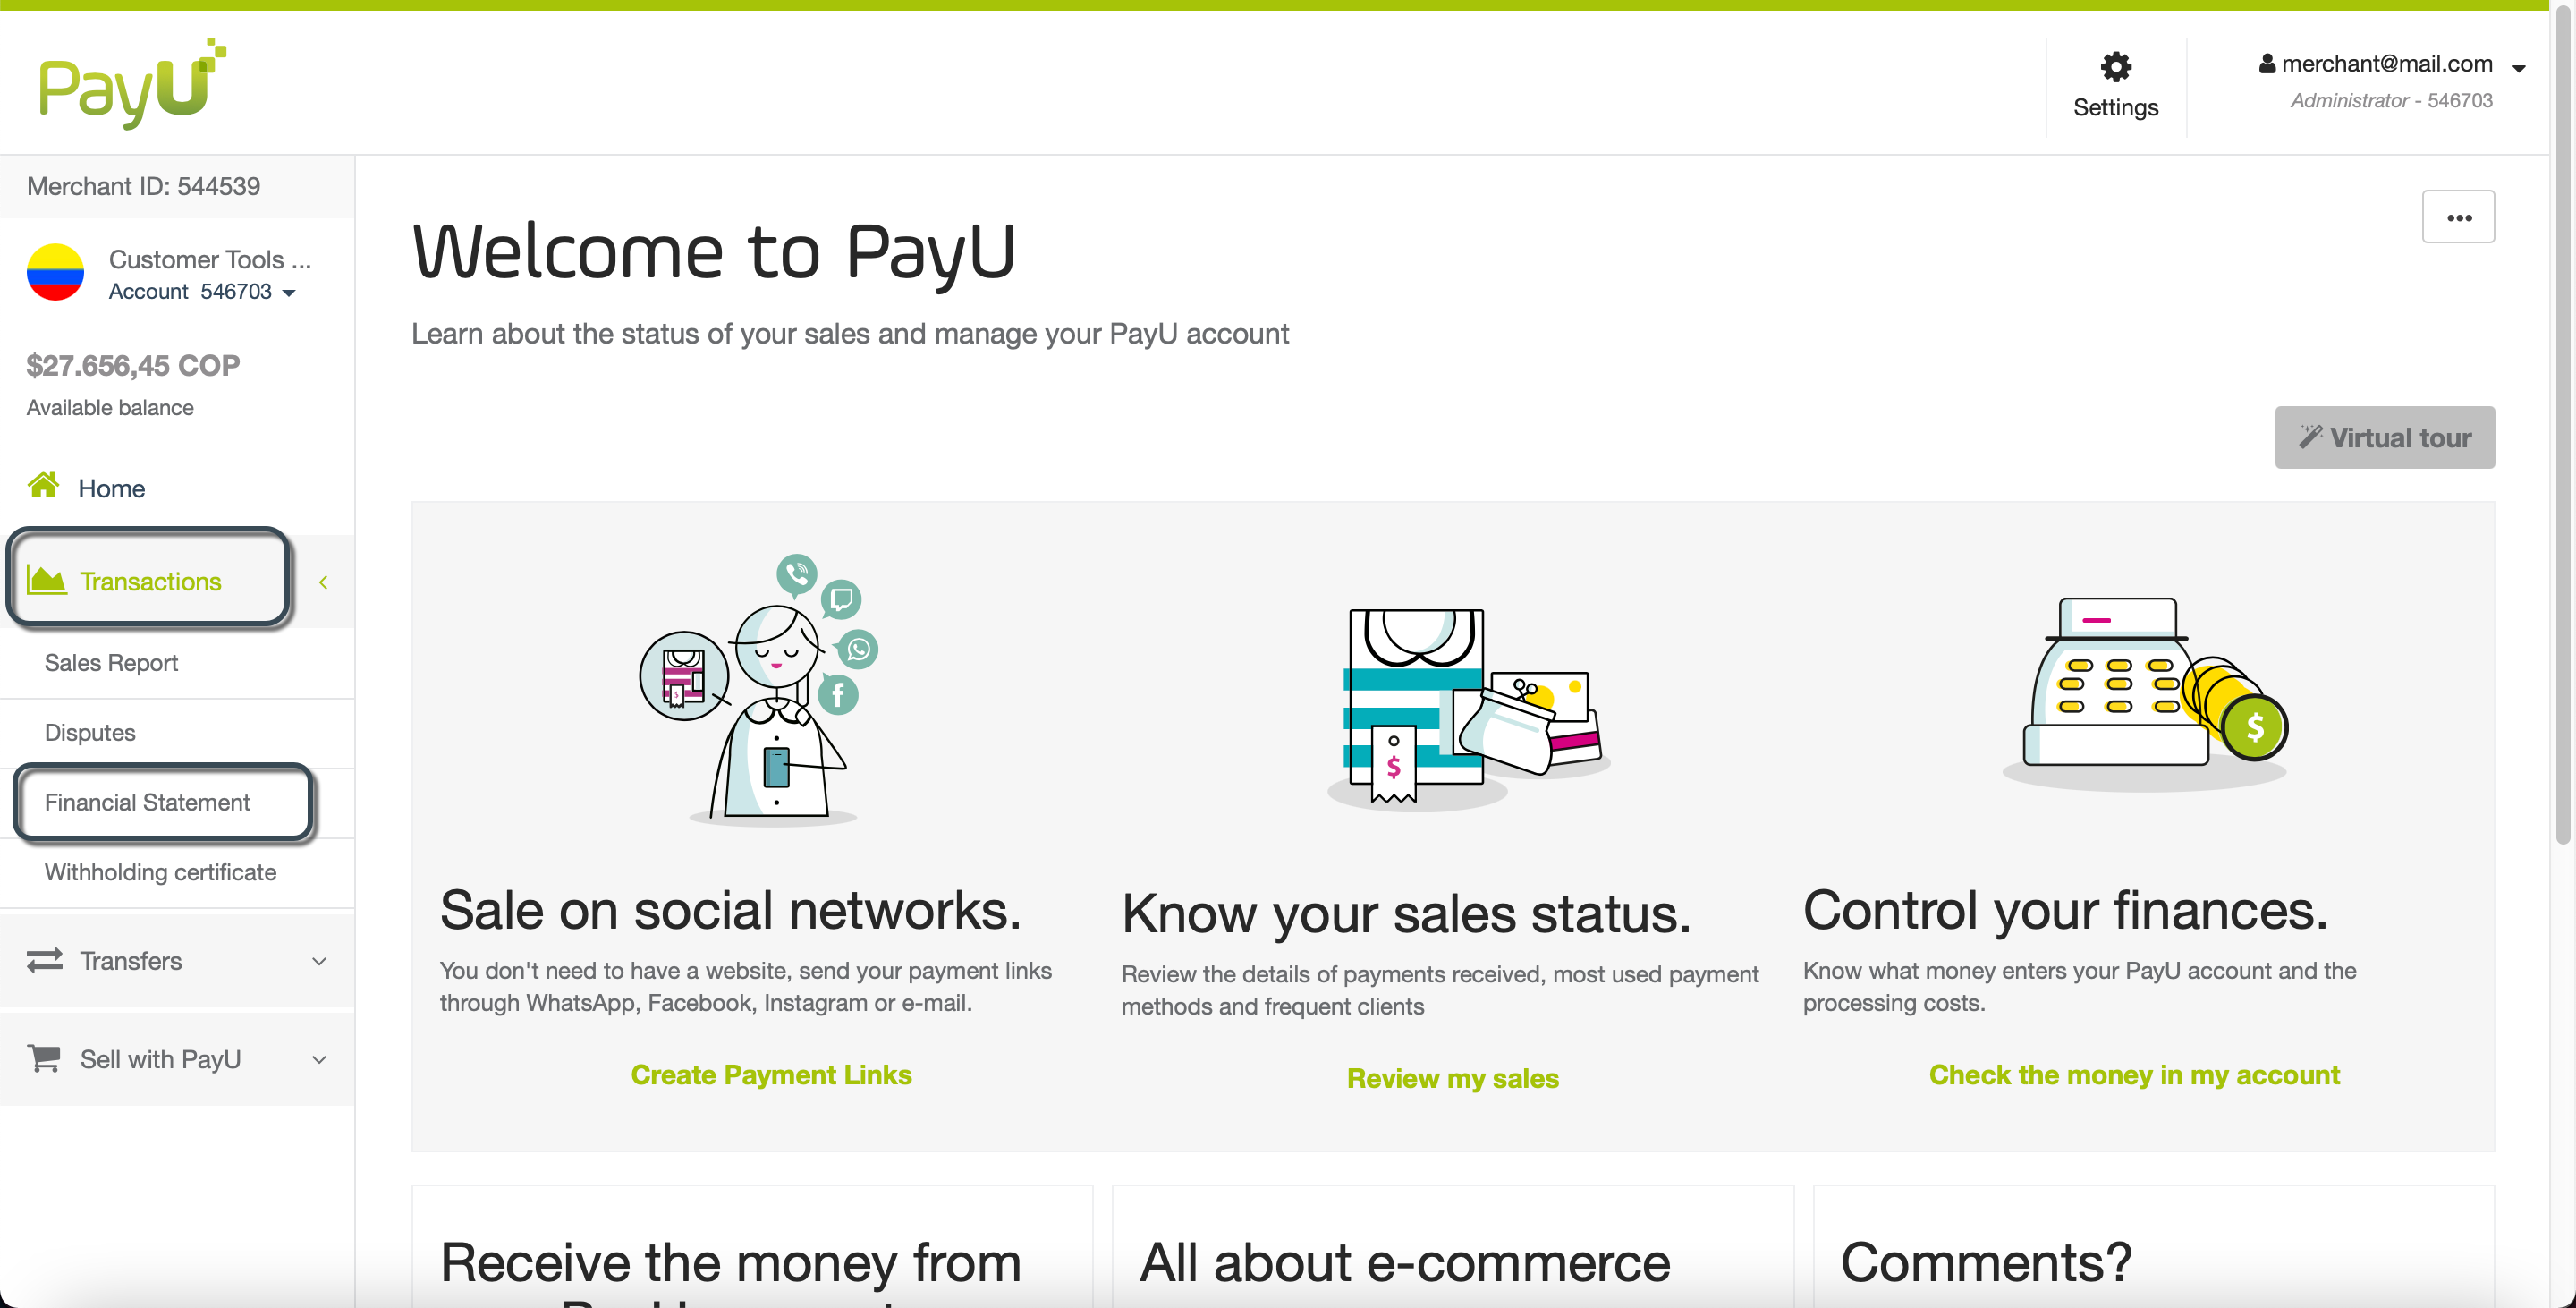 PayU
Settings
merchant@mail.com
Administrator - 546703
Merchant ID: 544539
Customer Tools ...
Account 546703
$27.656,45 COP
Available balance
Home
Transactions
Sales Report
Disputes
Financial Statement
Withholding certificate
Transfers
Sell with PayU
Welcome to PayU
Learn about the status of your sales and manage your PayU account
Virtual tour
Sale on social networks.
You don't need to have a website, send your payment links
through WhatsApp, Facebook, Instagram or e-mail.
Create Payment Links
Know your sales status.
Review the details of payments received, most used payment
methods and frequent clients
Review my sales
Control your finances.
Know what money enters your PayU account and the
processing costs.
Check the money in my account
Receive the money from
All about e-commerce
Comments?